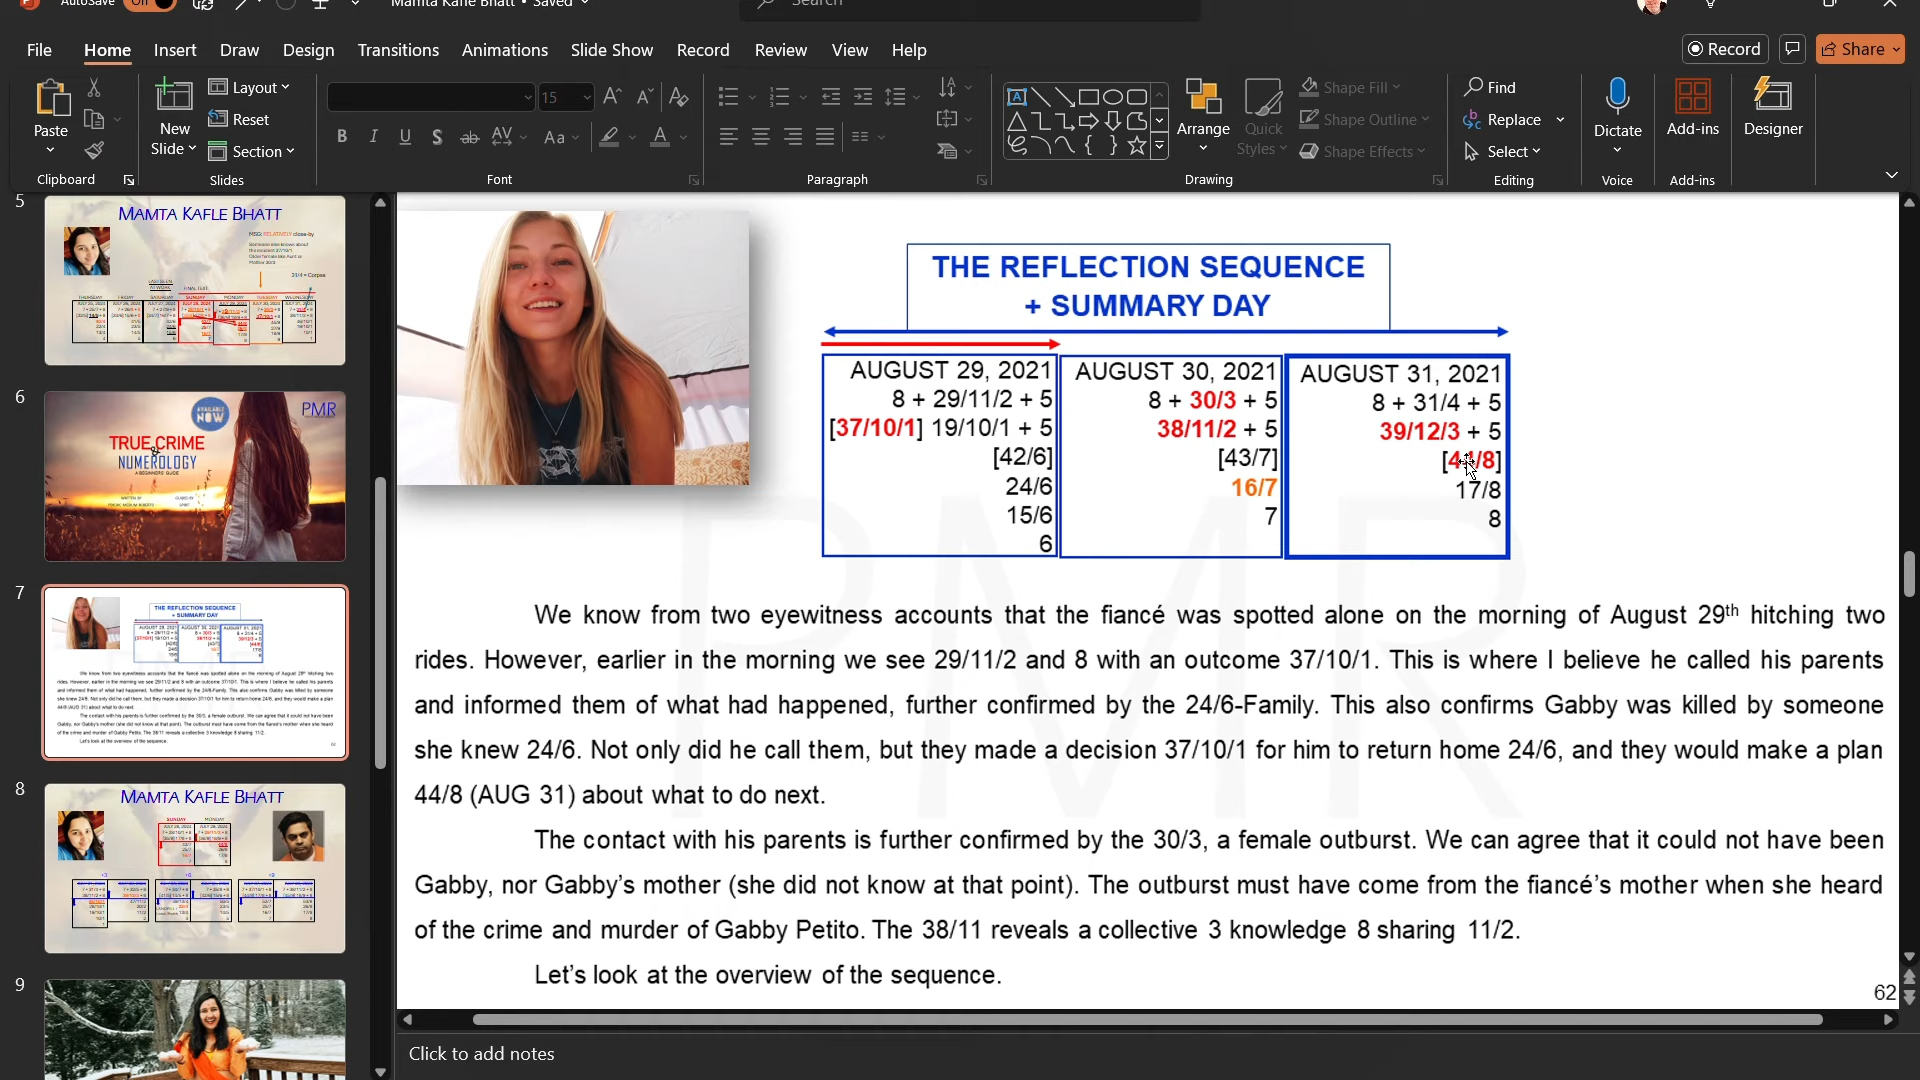 AutoSave
Mamta Kafle Bhatt • Saved
Search
File Home Insert Draw Design Transitions Animations Slide Show Record Review View Help
Record
Share
Paste
New
Slide
Layout
Reset
Section
15
Arrange
Quick
Styles
Shape Fill
Shape Outline
Shape Effects
Find
Replace
Select
Dictate
Add-ins
Designer
Clipboard
Slides
Font
Paragraph
Drawing
Editing
Voice
Add-ins
5
MAMTA KAFLE BHATT
6
AVAILABLE
NOW
PMR
TRUE CRIME
&
NUMEROLOGY
A BEGINNERS' GUIDE
7
8
MAMTA KAFLE BHATT
SUNDAY MONDAY
9
THE REFLECTION SEQUENCE
+ SUMMARY DAY
AUGUST 29, 2021
8 + 29/11/2 + 5
[37/10/1] 19/10/1 + 5
[42/6]
24/6
15/6
6
AUGUST 30, 2021
8 + 30/3 + 5
38/11/2 + 5
[43/7]
16/7
7
AUGUST 31, 2021
8 + 31/4 + 5
39/12/3 + 5
[44/8]
17/8
8
We know from two eyewitness accounts that the fiancé was spotted alone on the morning of August 29th hitching two
rides. However, earlier in the morning we see 29/11/2 and 8 with an outcome 37/10/1. This is where I believe he called his parents
and informed them of what had happened, further confirmed by the 24/6-Family. This also confirms Gabby was killed by someone
she knew 24/6. Not only did he call them, but they made a decision 37/10/1 for him to return home 24/6, and they would make a plan
44/8 (AUG 31) about what to do next.
The contact with his parents is further confirmed by the 30/3, a female outburst. We can agree that it could not have been
Gabby, nor Gabby's mother (she did not know at that point). The outburst must have come from the fiancé's mother when she heard
of the crime and murder of Gabby Petito. The 38/11 reveals a collective 3 knowledge 8 sharing 11/2.
Let's look at the overview of the sequence.
62
PMR
Click to add notes